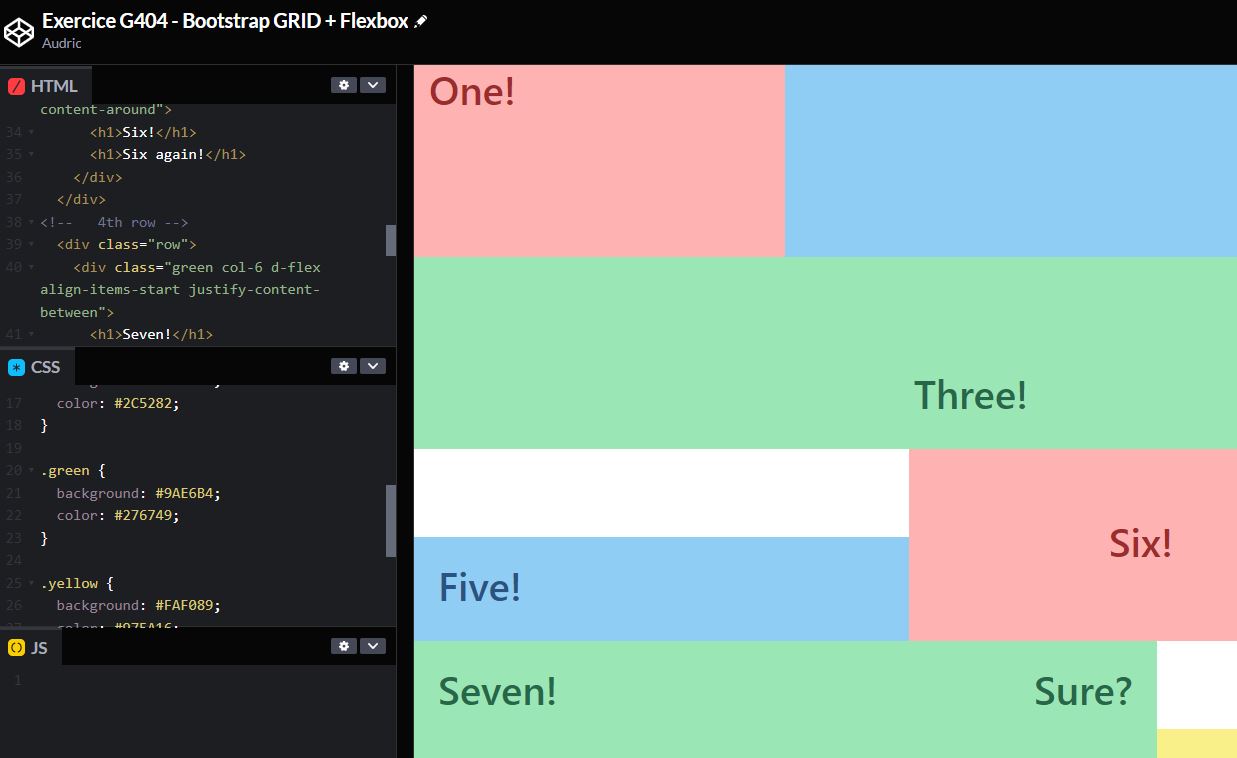 Exercice G404 - Bootstrap GRID + Flexbox
Audric
HTML
content-around">
34 <h1>Six!</h1>
35 <h1>Six again!</h1>
36 </div>
37 </div>
38 <!--   4th row -->
39 <div class="row">
40 <div class="green col-6 d-flex
align-items-start justify-content-
between">
41 <h1>Seven!</h1>
CSS
17 color: #2C5282;
18 }
19
20 .green {
21 background: #9AE6B4;
22 color: #276749;
23 }
24
25 .yellow {
26 background: #FAF089;
JS
1
One!
Three!
Six!
Five!
Seven!
Sure?